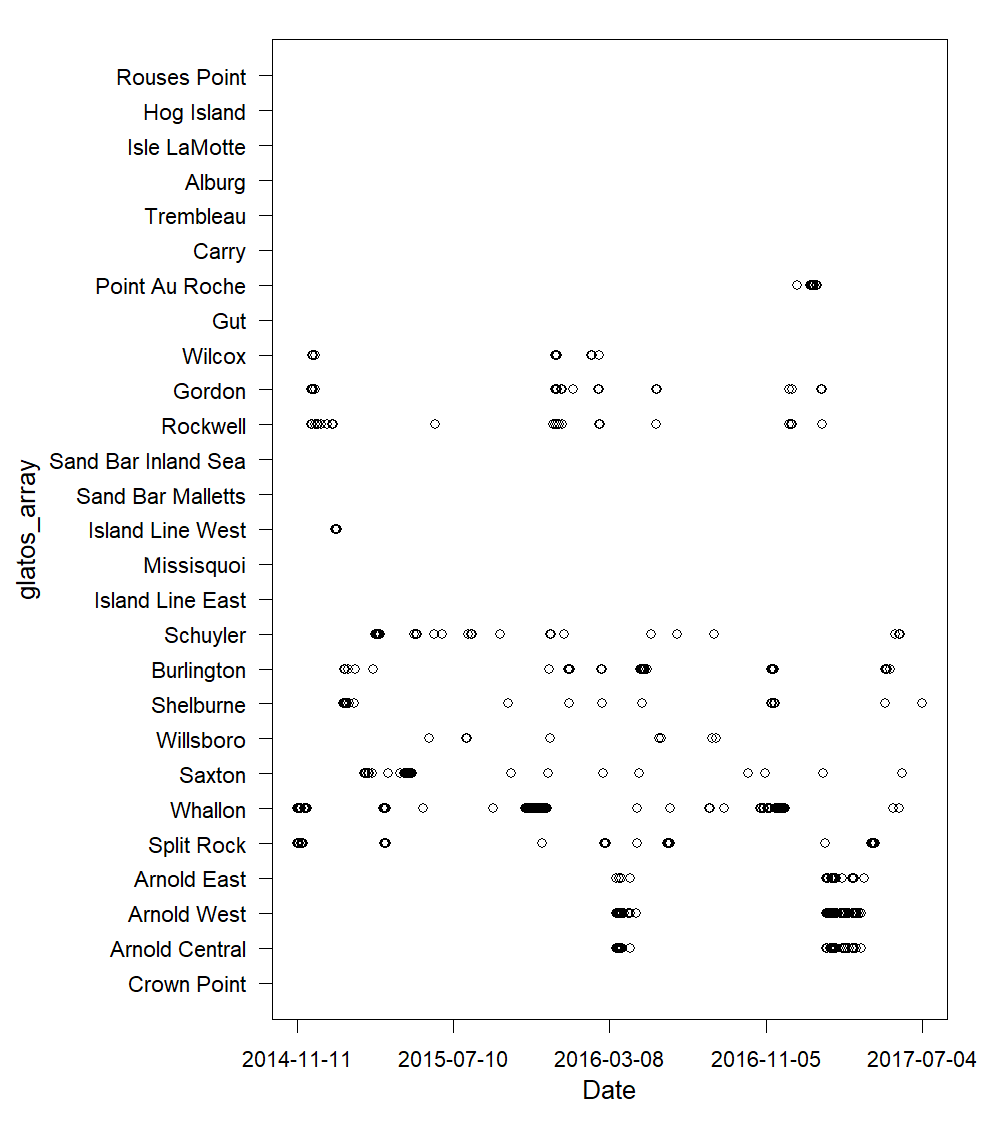 Rouses Point
Hog Island
Isle LaMotte
Alburg
Trembleau
Carry
Point Au Roche
Gut
Wilcox
Gordon
Rockwell
Sand Bar Inland Sea
Sand Bar Malletts
Island Line West
Missisquoi
Island Line East
Schuyler
Burlington
Shelburne
Willsboro
Saxton
Whallon
Split Rock
Arnold East
Arnold West
Arnold Central
Crown Point
glatos_array
2014-11-11 2015-07-10 2016-03-08 2016-11-05 2017-07-04
Date